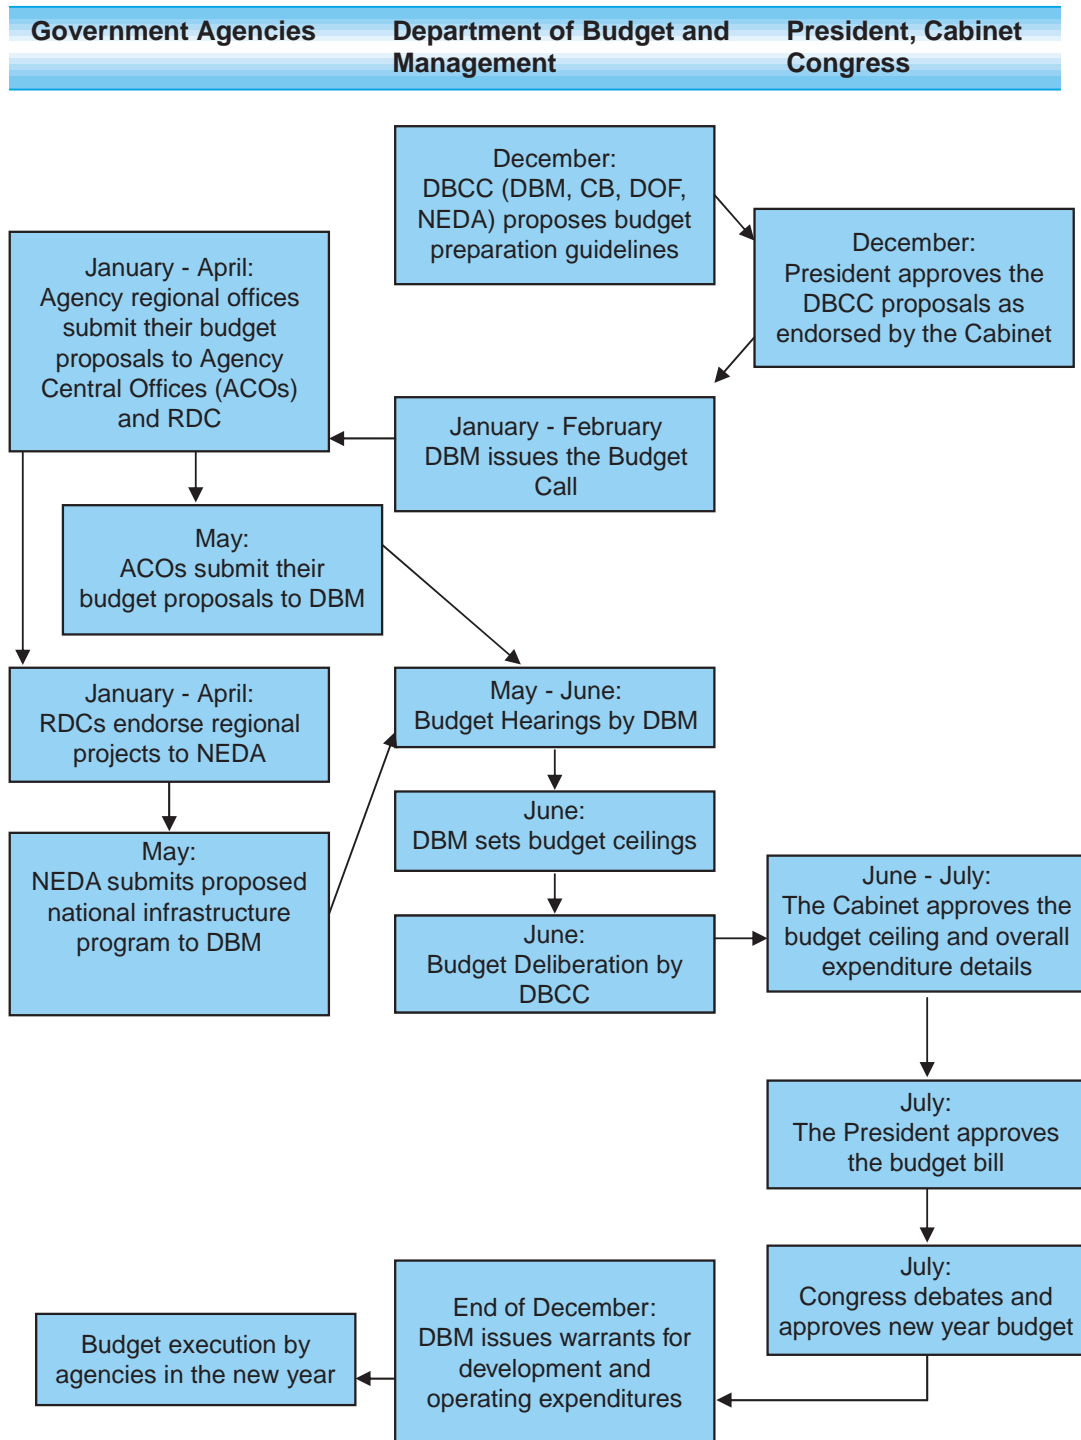 Government Agencies
Department of Budget and
Management
President, Cabinet
Congress
December:
DBCC (DBM, CB, DOF,
NEDA) proposes budget
preparation guidelines
December:
President approves the
DBCC proposals as
endorsed by the Cabinet
January - April:
Agency regional offices
submit their budget
proposals to Agency
Central Offices (ACOs)
and RDC
January - February
DBM issues the Budget
Call
May:
ACOs submit their
budget proposals to DBM
January - April:
RDCs endorse regional
projects to NEDA
May - June:
Budget Hearings by DBM
May:
NEDA submits proposed
national infrastructure
program to DBM
June:
DBM sets budget ceilings
June:
Budget Deliberation by
DBCC
June - July:
The Cabinet approves the
budget ceiling and overall
expenditure details
July:
The President approves
the budget bill
July:
Congress debates and
approves new year budget
End of December:
DBM issues warrants for
development and
operating expenditures
Budget execution by
agencies in the new year